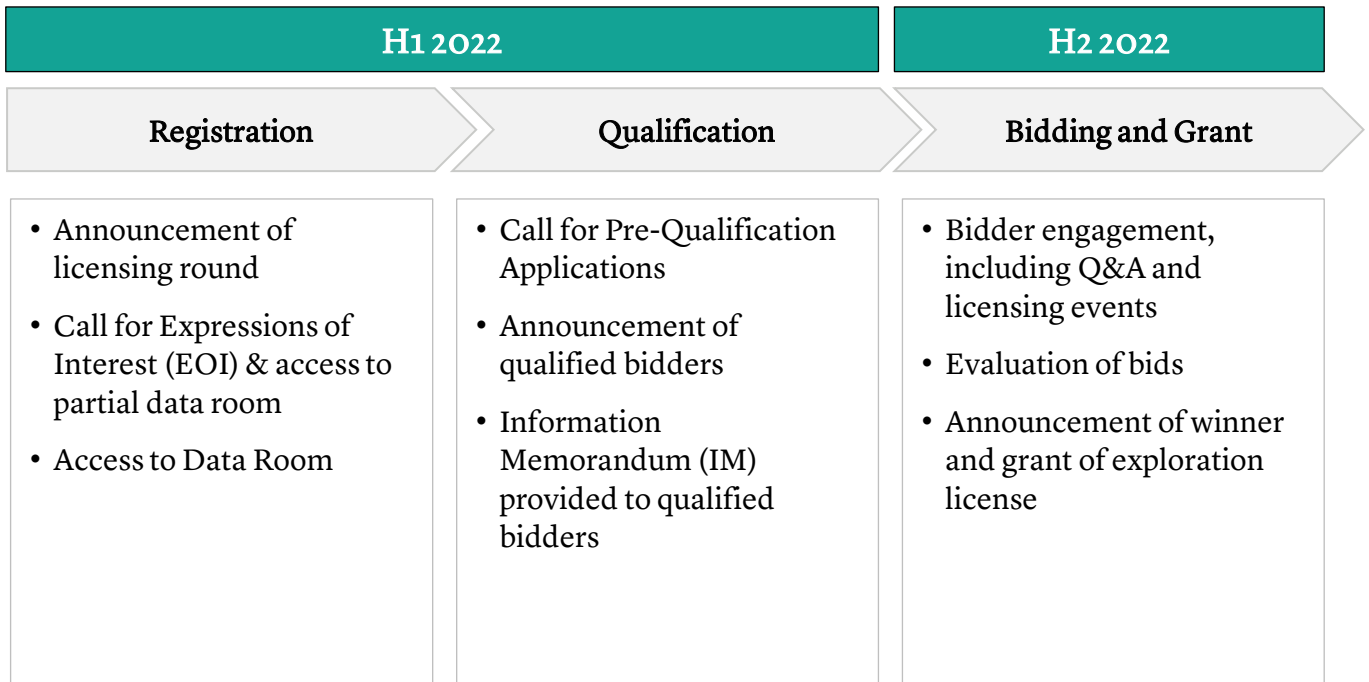 H1 2022
H2 2022
Registration
Qualification
Bidding and Grant
• Announcement of
licensing round
• Call for Expressions of
Interest (EOI) & access to
partial data room
• Access to Data Room
• Call for Pre-Qualification
Applications
• Announcement of
qualified bidders
• Information
Memorandum (IM)
provided to qualified
bidders
• Bidder engagement,
including Q&A and
licensing events
• Evaluation of bids
• Announcement of winner
and grant of exploration
license